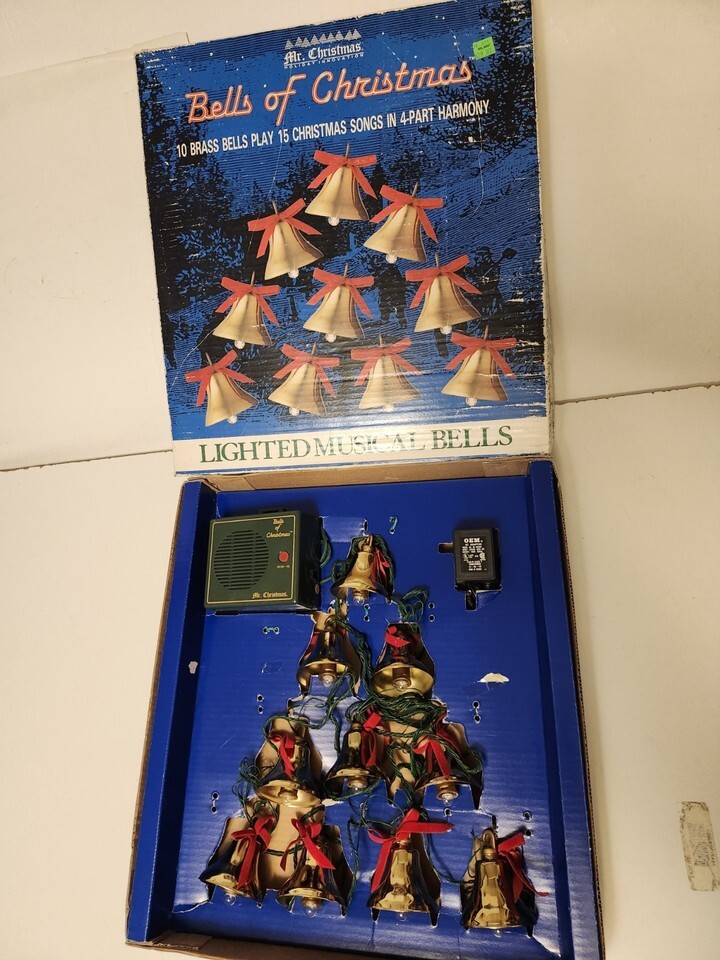 Mr. Christmas
HOLIDAY INNOVATION
Bells of Christmas
10 BRASS BELLS PLAY 15 CHRISTMAS SONGS IN 4-PART HARMONY
LIGHTED MUSICAL BELLS
Bells
of
Christmas
Mr. Christmas
OEM